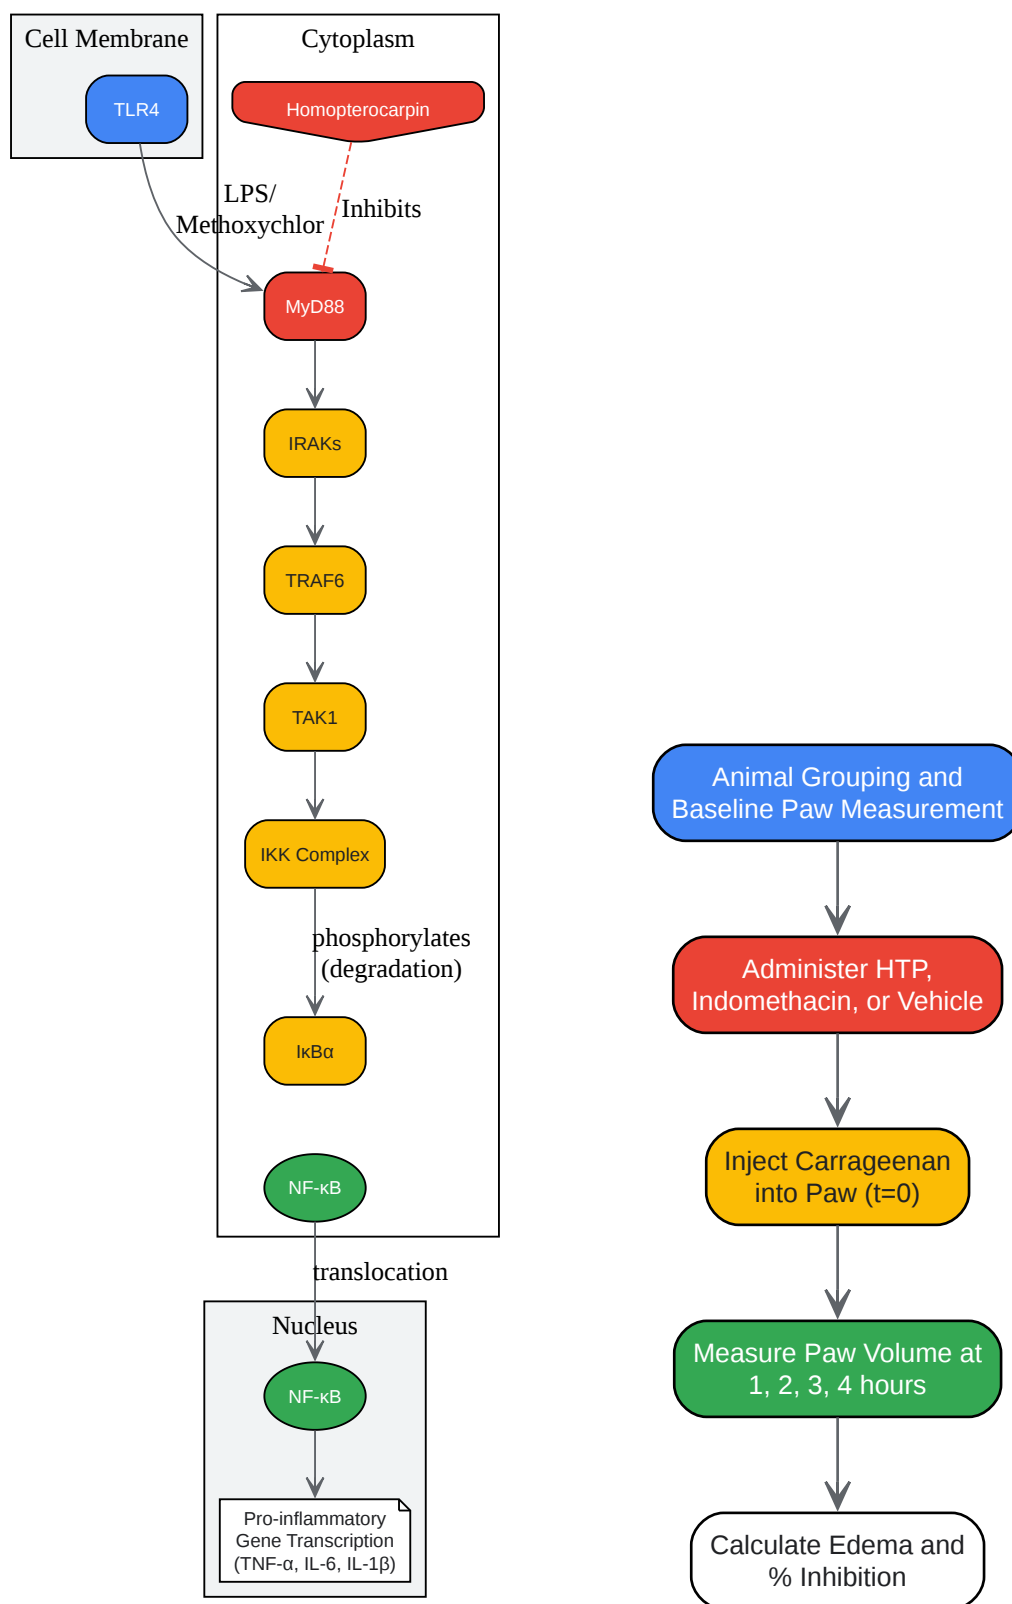 Cell Membrane
TLR4
Cytoplasm
Homopterocarpin
LPS/
Methoxychlor
Inhibits
MyD88
IRAKs
TRAF6
TAK1
IKK Complex
phosphorylates
(degradation)
IκBα
NF-κB
translocation
Nucleus
NF-κB
Pro-inflammatory
Gene Transcription
(TNF-α, IL-6, IL-1β)
Animal Grouping and
Baseline Paw Measurement
Administer HTP,
Indomethacin, or Vehicle
Inject Carrageenan
into Paw (t=0)
Measure Paw Volume at
1, 2, 3, 4 hours
Calculate Edema and
% Inhibition